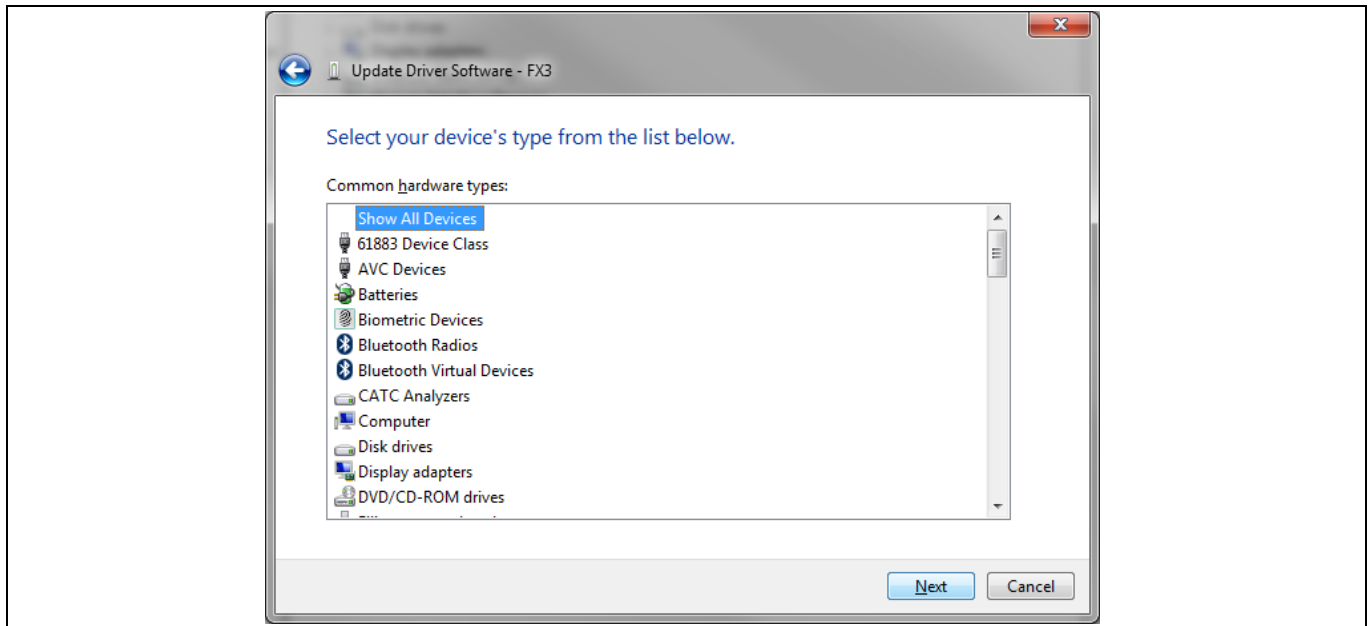 Update Driver Software - FX3
Select your device's type from the list below.
Common hardware types:
Show All Devices
61883 Device Class
AVC Devices
Batteries
Biometric Devices
Bluetooth Radios
Bluetooth Virtual Devices
CATC Analyzers
Computer
Disk drives
Display adapters
DVD/CD-ROM drives
Next
Cancel